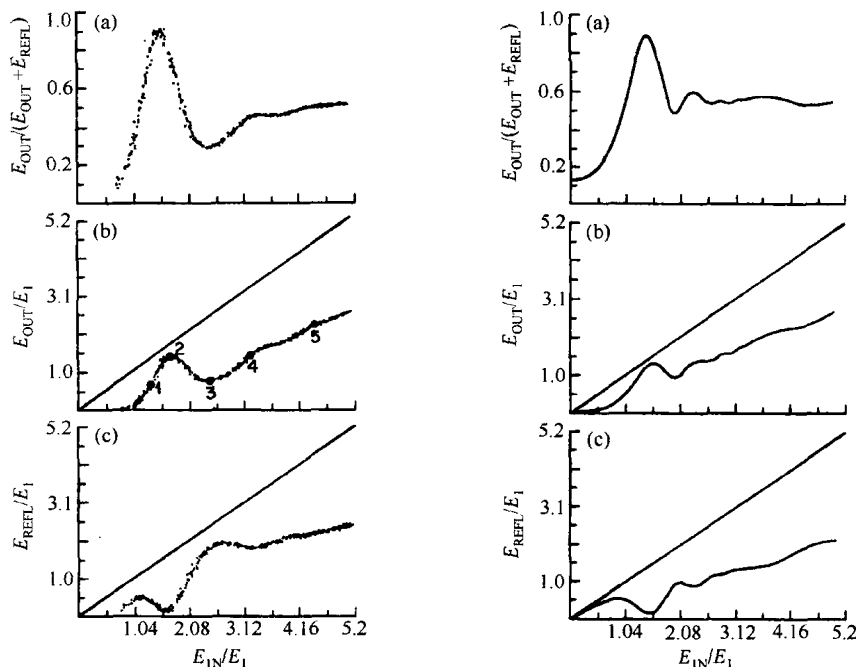 (a)
1.0
0.6
0.2
E_OUT/(E_OUT + E_REFL)
(b)
5.2
3.1
1.0
E_OUT/E_1
1
2
3
4
5
(c)
5.2
3.1
1.0
E_REFL/E_1
1.04 2.08 3.12 4.16 5.2
E_IN/E_1
(a)
1.0
0.6
0.2
E_OUT/(E_OUT + E_REFL)
(b)
5.2
3.1
1.0
E_OUT/E_1
(c)
5.2
3.1
1.0
E_REFL/E_1
1.04 2.08 3.12 4.16 5.2
E_IN/E_1